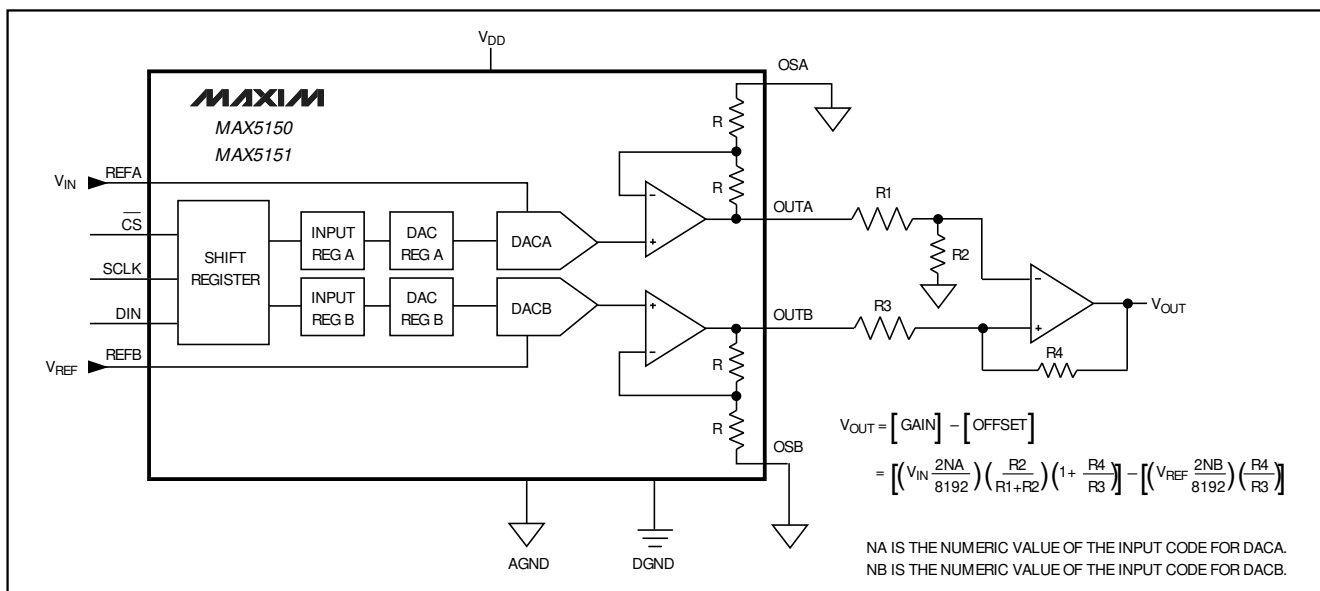 VDD
OSA
MAXIM
MAX5150
MAX5151
R
R
VIN
REFA
CS
SCLK
DIN
REFB
VREF
SHIFT
REGISTER
INPUT
REG A
DAC
REG A
DACA
INPUT
REG B
DAC
REG B
DACB
−
+
+
−
OUTA
R1
R2
OUTB
R3
−
+
R4
VOUT
R
R
OSB
AGND
DGND
VOUT = [GAIN] – [OFFSET]
= [(VIN 2NA/8192)(R2/R1+R2)(1+ R4/R3)] – [(VREF 2NB/8192)(R4/R3)]
NA IS THE NUMERIC VALUE OF THE INPUT CODE FOR DACA.
NB IS THE NUMERIC VALUE OF THE INPUT CODE FOR DACB.